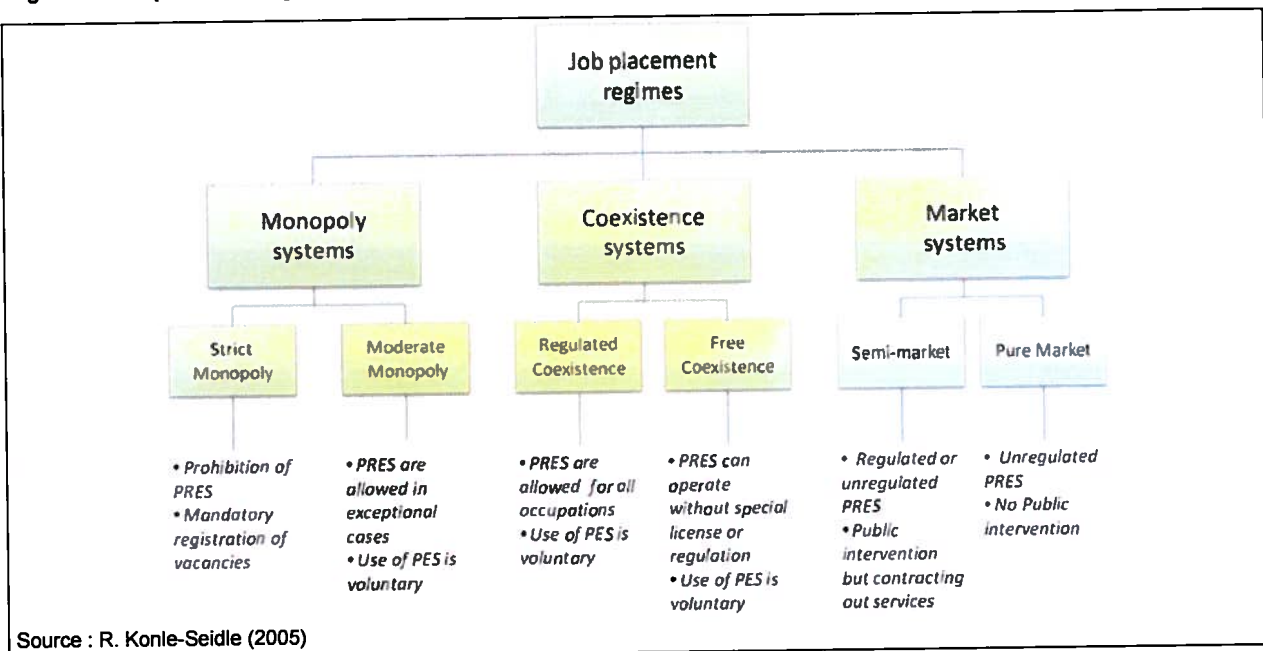 Job placement
regimes
Monopoly
systems
Coexistence
systems
Market
systems
Strict
Monopoly
Moderate
Monopoly
Regulated
Coexistence
Free
Coexistence
Semi-market
Pure Market
• Prohibition of
PRES
• Mandatory
registration of
vacancies
• PRES are
allowed in
exceptional
cases
• Use of PES is
voluntary
• PRES are
allowed for all
occupations
• Use of PES is
voluntary
• PRES can
operate
without special
license or
regulation
• Use of PES is
voluntary
• Regulated or
unregulated
PRES
• Public
intervention
but contracting
out services
• Unregulated
PRES
• No Public
intervention
Source : R. Konle-Seidle (2005)